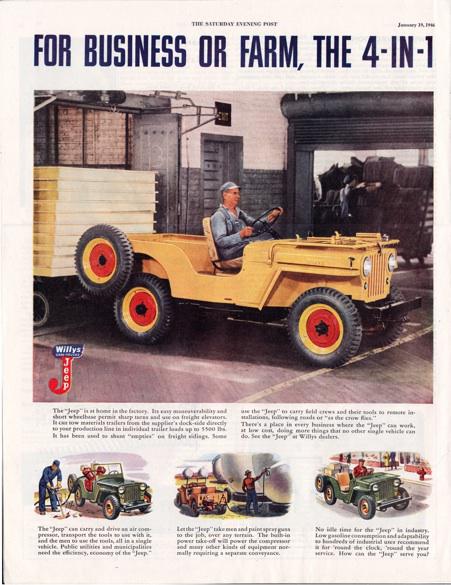 THE SATURDAY EVENING POST
January 19, 1946
FOR BUSINESS OR FARM, THE 4-IN-1
Willys
Jeep
The "Jeep" is at home in the factory. Its easy maneuverability and
short wheelbase permit sharp turns and use on freight elevators.
It can tow materials trailers from the supplier's dock-side directly
to your production line in individual trailer loads up to 5500 lbs.
It has been used to shunt "empties" on freight sidings. Some
use the "Jeep" to carry field crews and their tools to remote in-
stallations, following roads or "as the crow flies."
There's a place in every business where the "Jeep" can work,
at low cost, doing more things that no other single vehicle can
do. See the "Jeep" at Willys dealers.
The "Jeep" can carry and drive an air com-
pressor, transport the tools to use with it,
and the men to use the tools, all in a single
vehicle. Public utilities and municipalities
need the efficiency, economy of the "Jeep."
Let the "Jeep" take men and paint spray guns
to the job, over any terrain. The built-in
power take-off will power the compressor
and many other kinds of equipment nor-
mally requiring a separate conveyance.
No idle time for the "Jeep" in industry.
Low gasoline consumption and adaptability
to hundreds of industrial uses recommend
it for 'round the clock, 'round the year
service. How can the "Jeep" serve you?